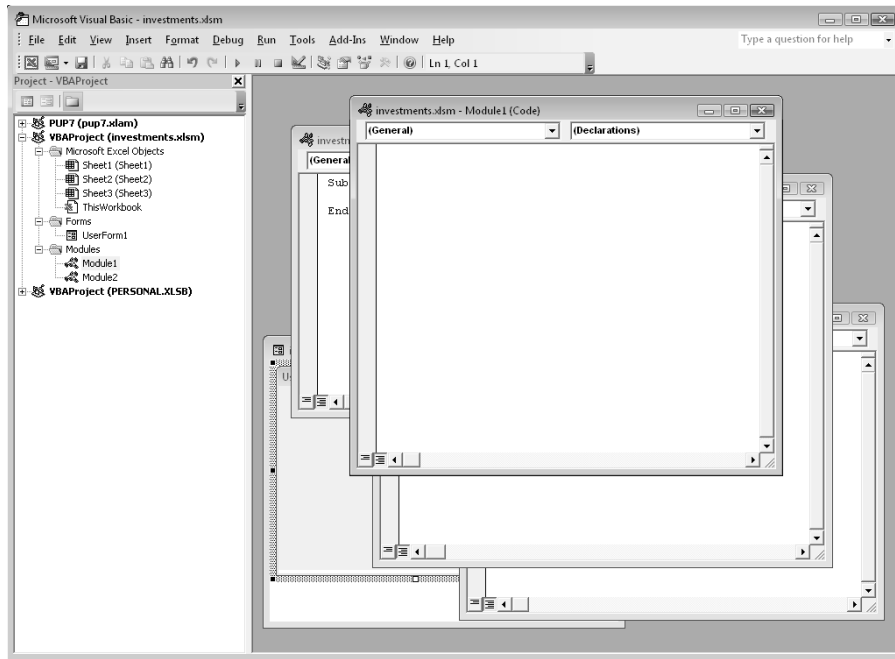 Microsoft Visual Basic - investments.xlsm
File Edit View Insert Format Debug Run Tools Add-Ins Window Help
Type a question for help
Ln 1, Col 1
Project - VBAProject
PUP7 (pup7.xlam)
VBAProject (investments.xlsm)
Microsoft Excel Objects
Sheet1 (Sheet1)
Sheet2 (Sheet2)
Sheet3 (Sheet3)
ThisWorkbook
Forms
UserForm1
Modules
Module1
Module2
VBAProject (PERSONAL.XLSB)
investments.xlsm - Module1 (Code)
(General) (Declarations)
investm
(General
Sub
End